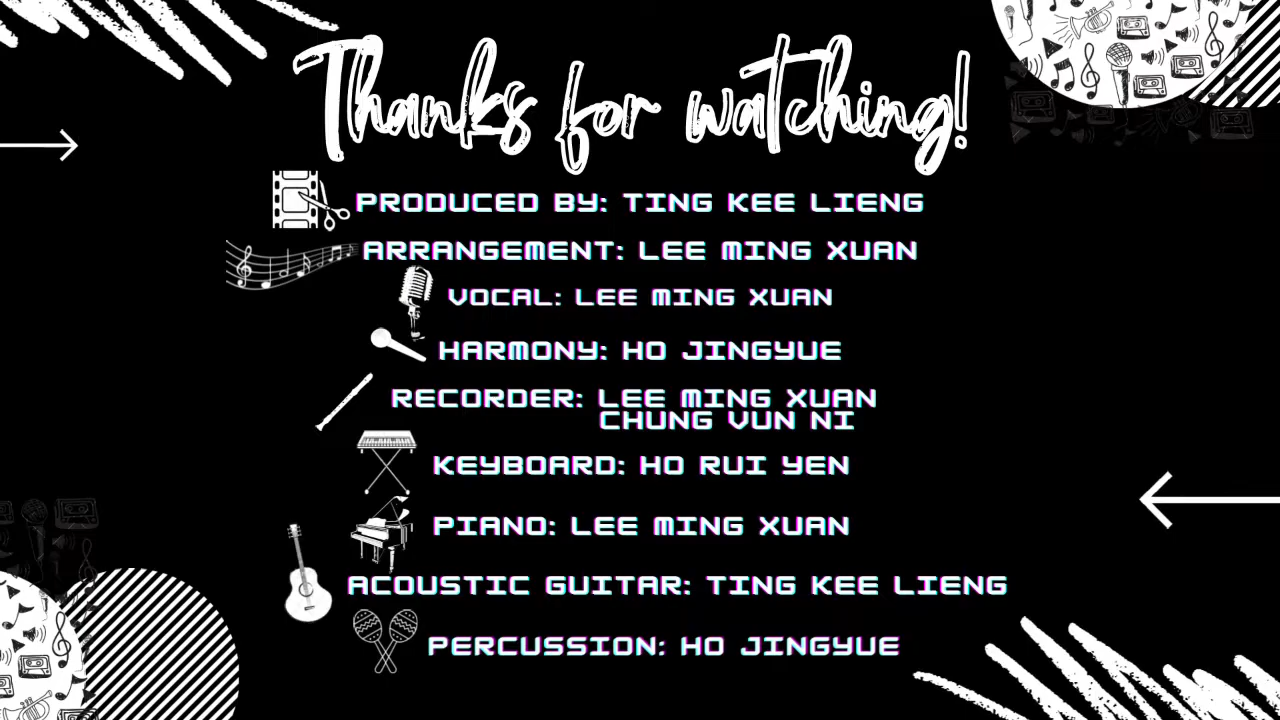 Thanks for watching!
PRODUCED BY: TING KEE LIENG
ARRANGEMENT: LEE MING XUAN
VOCAL: LEE MING XUAN
HARMONY: HO JINGYUE
RECORDER: LEE MING XUAN
CHUNG VUN NI
KEYBOARD: HO RUI YEN
PIANO: LEE MING XUAN
ACOUSTIC GUITAR: TING KEE LIENG
PERCUSSION: HO JINGYUE